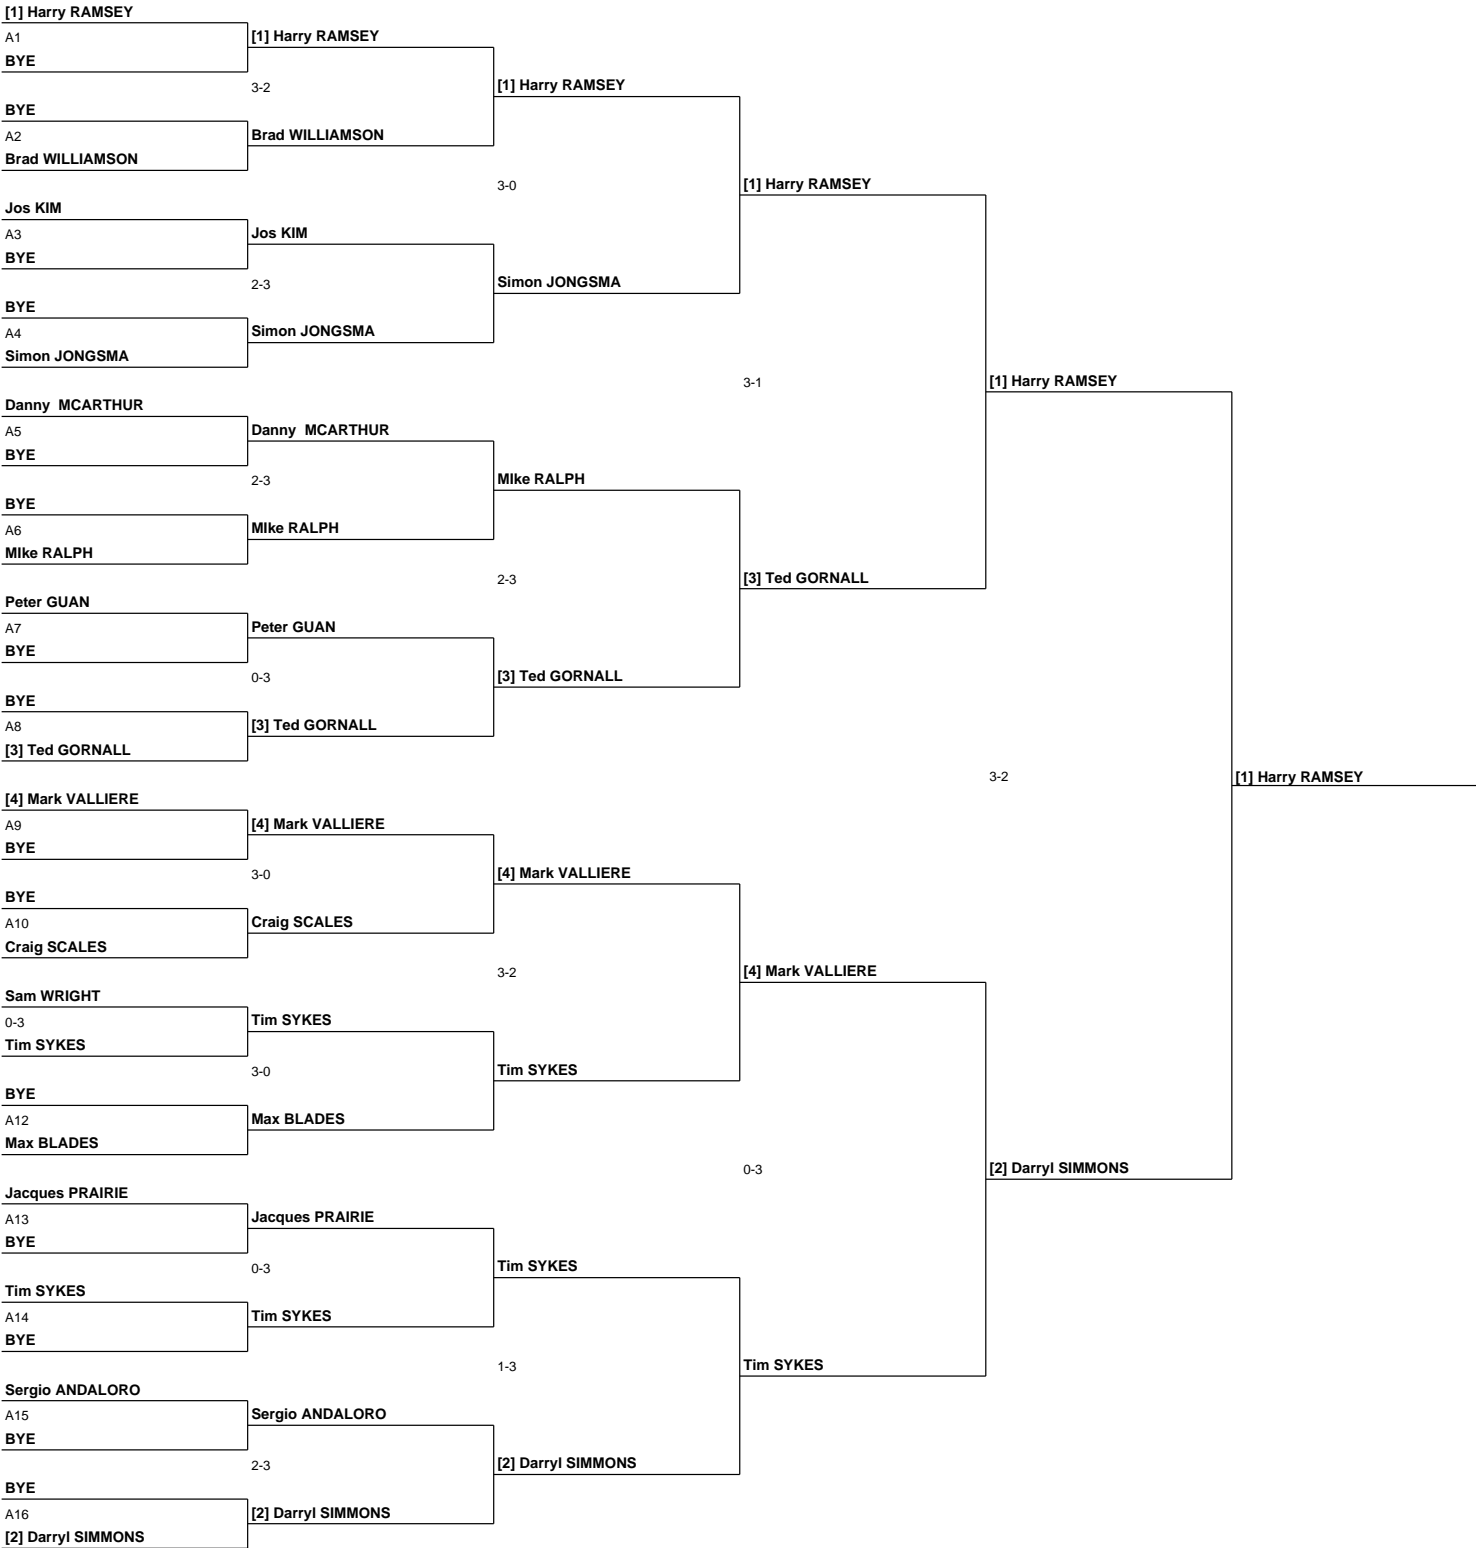 [1] Harry RAMSEY
A1
BYE
[1] Harry RAMSEY
3-2
BYE
A2
Brad WILLIAMSON
Brad WILLIAMSON
[1] Harry RAMSEY
3-0
Jos KIM
A3
BYE
Jos KIM
2-3
BYE
A4
Simon JONGSMA
Simon JONGSMA
Simon JONGSMA
[1] Harry RAMSEY
3-1
Danny  MCARTHUR
A5
BYE
Danny  MCARTHUR
2-3
BYE
A6
MIke RALPH
MIke RALPH
MIke RALPH
2-3
Peter GUAN
A7
BYE
Peter GUAN
0-3
BYE
A8
[3] Ted GORNALL
[3] Ted GORNALL
[3] Ted GORNALL
[3] Ted GORNALL
[1] Harry RAMSEY
3-2
[1] Harry RAMSEY
[4] Mark VALLIERE
A9
BYE
[4] Mark VALLIERE
3-0
BYE
A10
Craig SCALES
Craig SCALES
[4] Mark VALLIERE
3-2
Sam WRIGHT
0-3
Tim SYKES
Tim SYKES
3-0
BYE
A12
Max BLADES
Max BLADES
Tim SYKES
[4] Mark VALLIERE
0-3
[2] Darryl SIMMONS
Jacques PRAIRIE
A13
BYE
Jacques PRAIRIE
0-3
Tim SYKES
A14
BYE
Tim SYKES
Tim SYKES
1-3
Tim SYKES
Sergio ANDALORO
A15
BYE
Sergio ANDALORO
2-3
BYE
A16
[2] Darryl SIMMONS
[2] Darryl SIMMONS
[2] Darryl SIMMONS